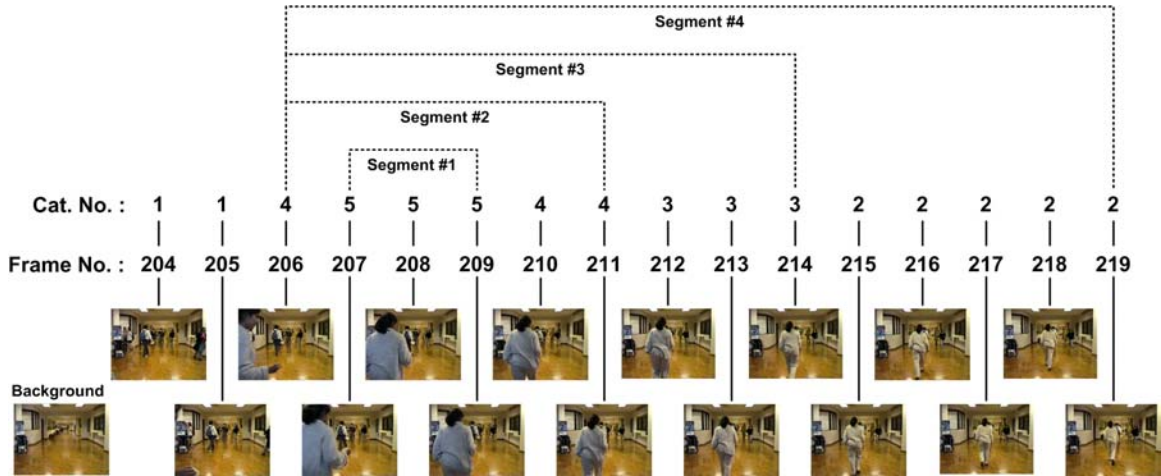 Segment #4
Segment #3
Segment #2
Segment #1
Cat. No. : 1 1 4 5 5 5 4 4 3 3 3 2 2 2 2 2
Frame No. : 204 205 206 207 208 209 210 211 212 213 214 215 216 217 218 219
Background